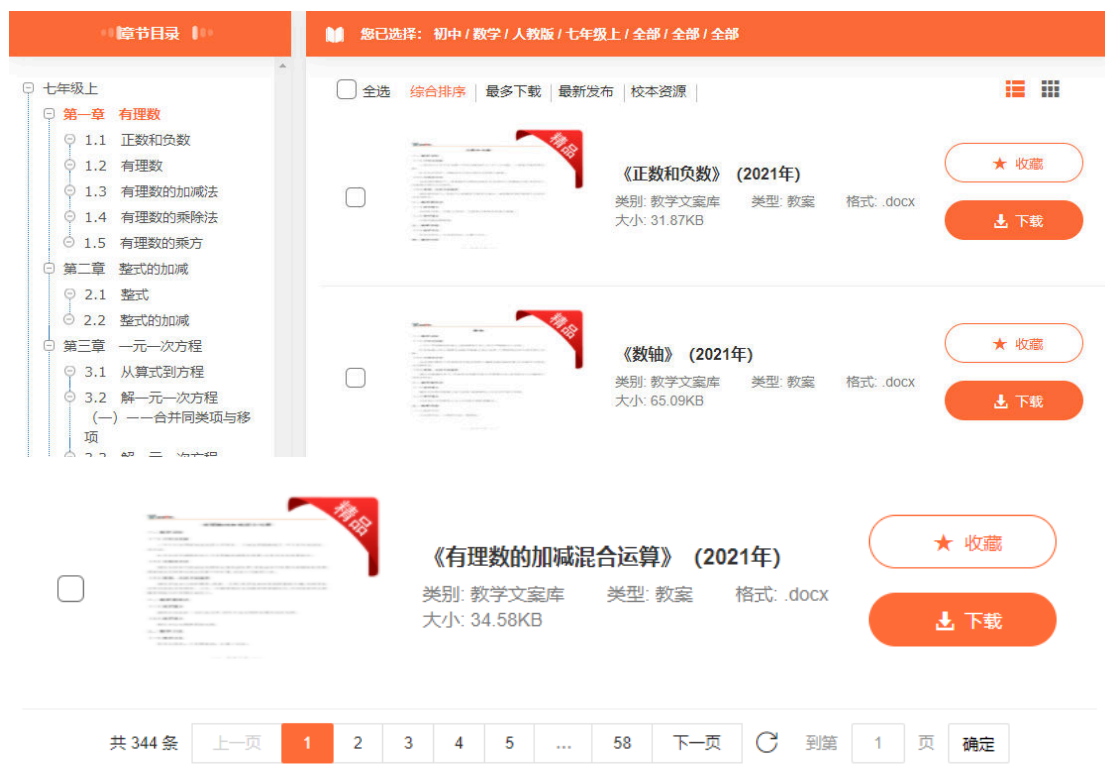 章节目录
您已选择： 初中 / 数学 / 人教版 / 七年级上 / 全部 / 全部 / 全部
七年级上
第一章 有理数
1.1 正数和负数
1.2 有理数
1.3 有理数的加减法
1.4 有理数的乘除法
1.5 有理数的乘方
第二章 整式的加减
2.1 整式
2.2 整式的加减
第三章 一元一次方程
3.1 从算式到方程
3.2 解一元一次方程
（一）——合并同类项与移
项
全选 综合排序 最多下载 最新发布 校本资源
精品
《正数和负数》（2021年）
类别: 教学文案库 类型: 教案 格式: .docx
大小: 31.87KB
收藏
下载
精品
《数轴》（2021年）
类别: 教学文案库 类型: 教案 格式: .docx
大小: 65.09KB
收藏
下载
精品
《有理数的加减混合运算》（2021年）
类别: 教学文案库 类型: 教案 格式: .docx
大小: 34.58KB
收藏
下载
共 344 条 上一页 1 2 3 4 5 ... 58 下一页 到第 1 页 确定